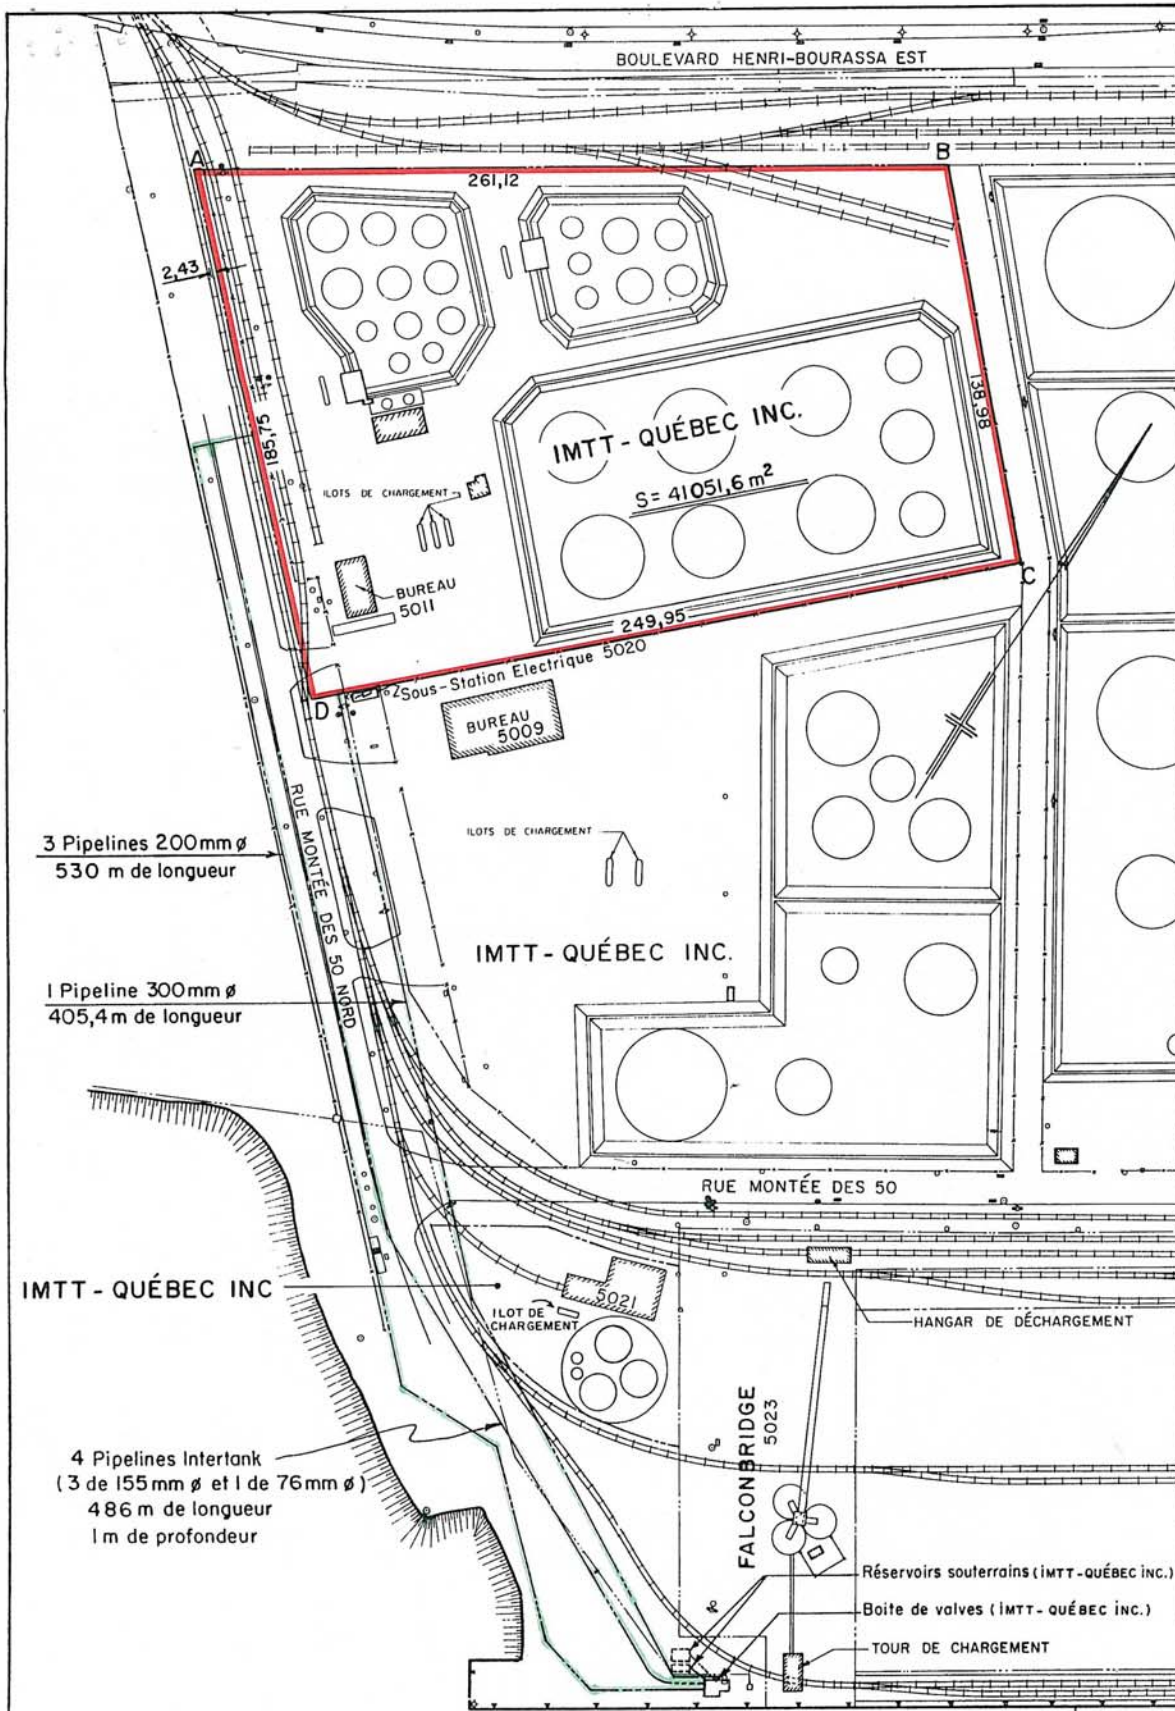 BOULEVARD HENRI-BOURASSA EST
A
B
261,12
2,43
185,75
138,98
IMTT-QUÉBEC INC.
S= 41051,6 m²
ILOTS DE CHARGEMENT
BUREAU
5011
C
249,95
Sous-Station Electrique 5020
D
BUREAU
5009
RUE MONTÉE DES 50 NORD
3 Pipelines 200mm ø
530 m de longueur
ILOTS DE CHARGEMENT
IMTT-QUÉBEC INC.
1 Pipeline 300mm ø
405,4m de longueur
RUE MONTÉE DES 50
IMTT-QUÉBEC INC
5021
ILOT DE
CHARGEMENT
HANGAR DE DÉCHARGEMENT
FALCONBRIDGE
5023
4 Pipelines Intertank
(3 de 155mm ø et 1 de 76mm ø)
486 m de longueur
1m de profondeur
Réservoirs souterrains (iMTT-QUÉBEC iNC.)
Boite de valves (iMTT-QUÉBEC iNC.)
TOUR DE CHARGEMENT